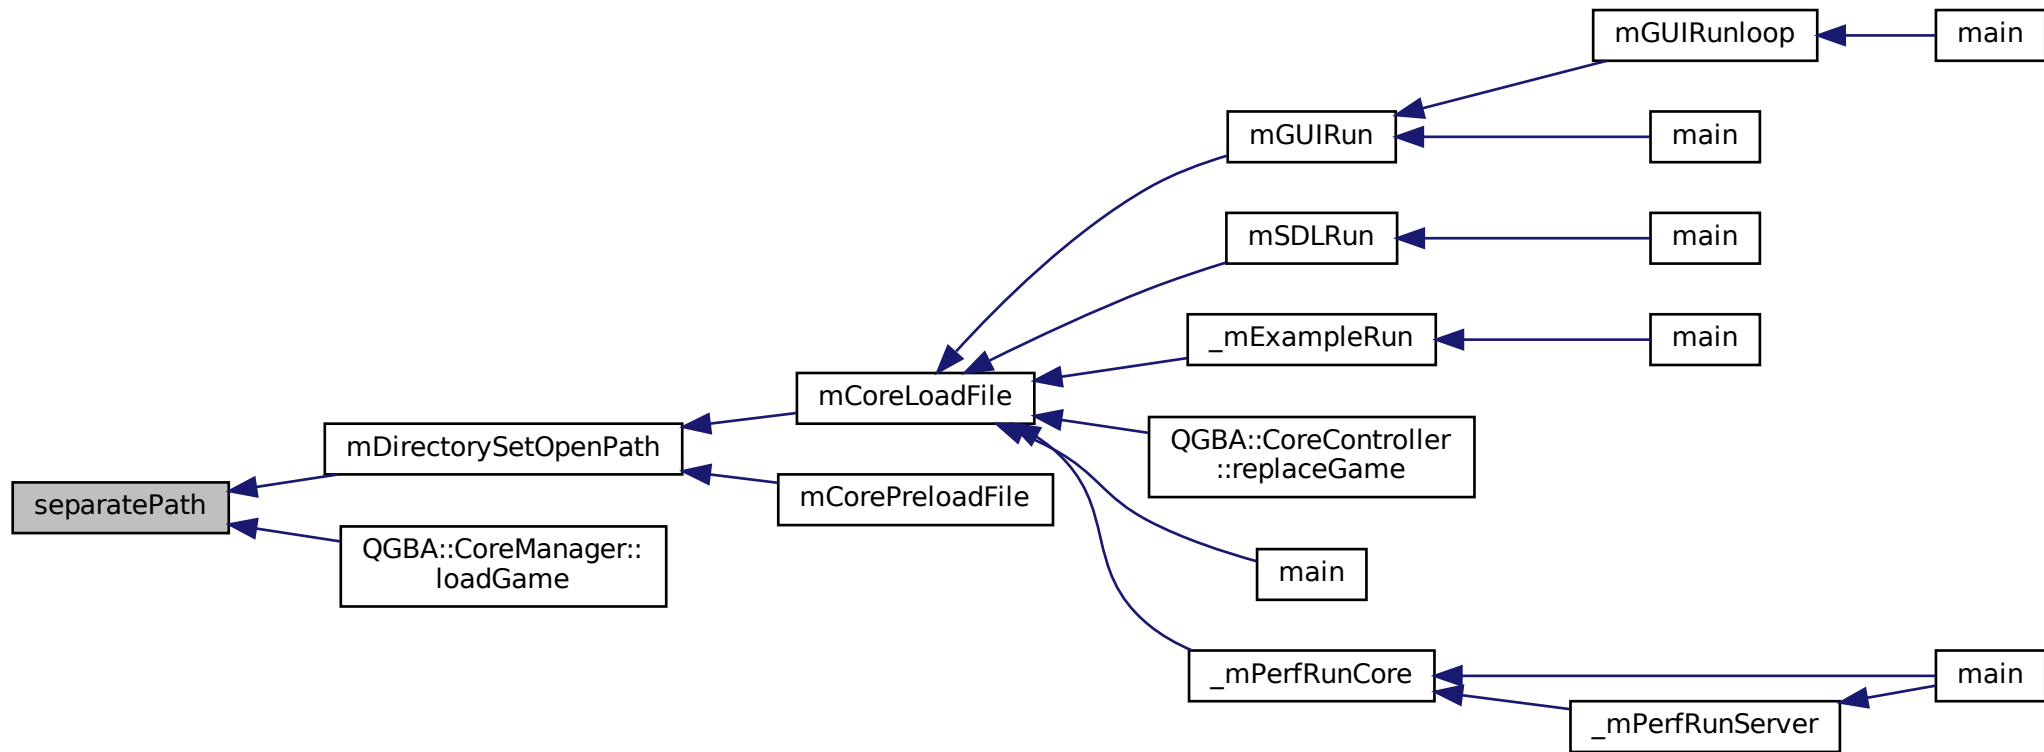 mGUIRunloop
main
mGUIRun
main
mSDLRun
main
_mExampleRun
main
mCoreLoadFile
QGBA::CoreController
::replaceGame
mDirectorySetOpenPath
mCorePreloadFile
separatePath
QGBA::CoreManager::
loadGame
main
_mPerfRunCore
main
_mPerfRunServer